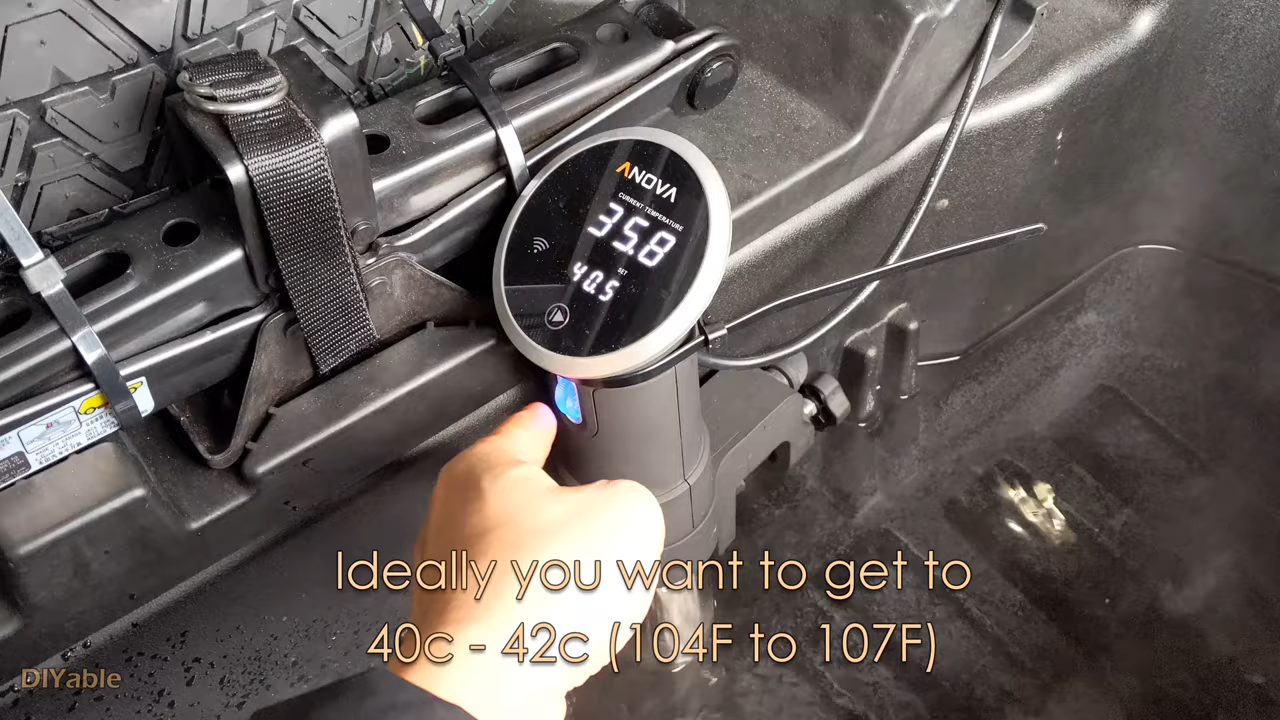 ANOVA
CURRENT TEMPERATURE
35.8
SET
40.5
Ideally you want to get to
40c - 42c (104F to 107F)
DIYable